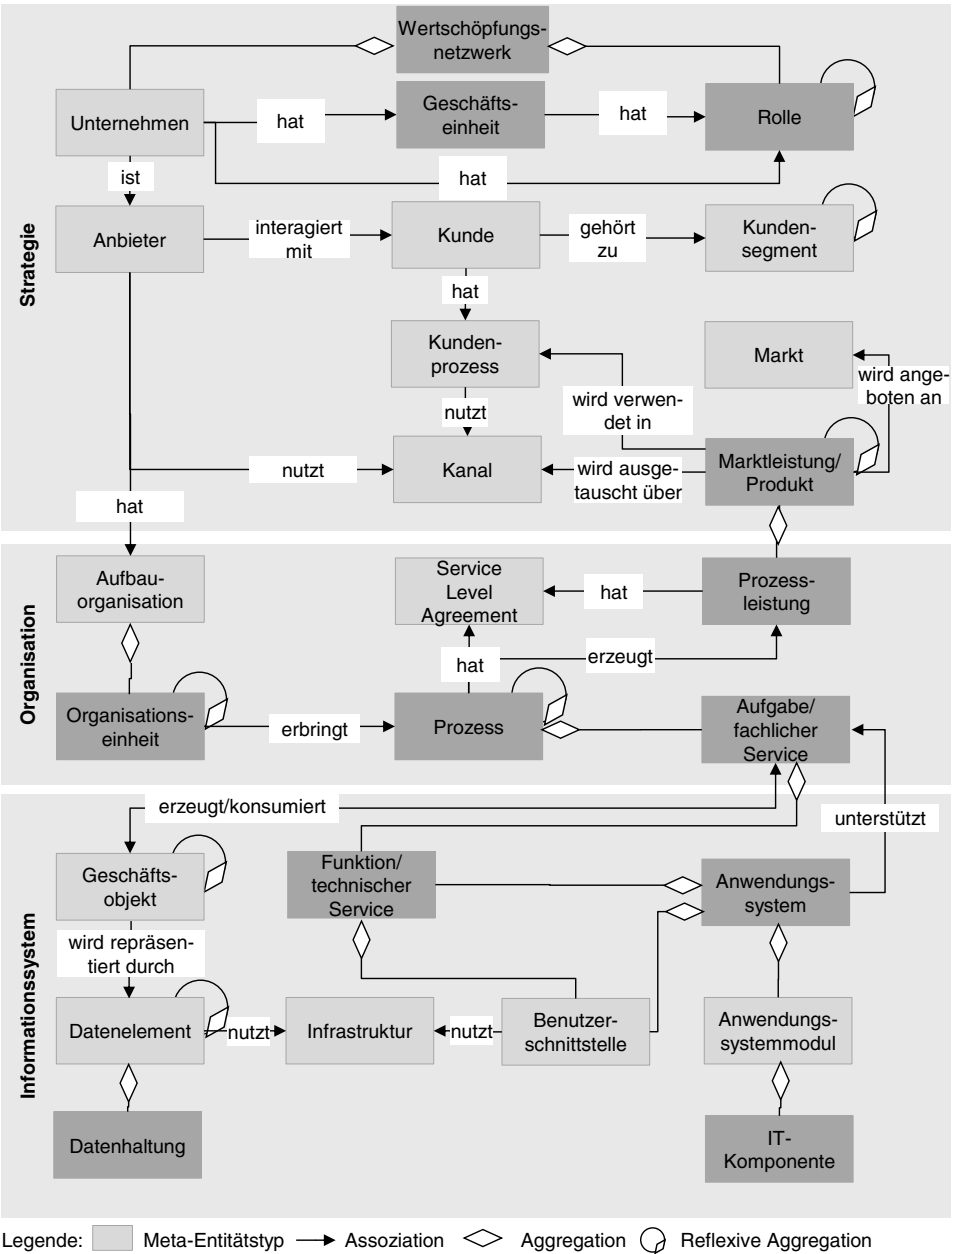 Wertschöpfungs-
netzwerk
Unternehmen
hat
Geschäfts-
einheit
hat
Rolle
ist
hat
Strategie
Anbieter
interagiert
mit
Kunde
gehört
zu
Kunden-
segment
hat
Kunden-
prozess
Markt
wird ange-
boten an
wird verwen-
det in
nutzt
nutzt
Kanal
wird ausge-
tauscht über
Marktleistung/
Produkt
hat
Organisation
Aufbau-
organisation
Service
Level
Agreement
hat
Prozess-
leistung
hat
erzeugt
Organisations-
einheit
erbringt
Prozess
Aufgabe/
fachlicher
Service
Informationssystem
erzeugt/konsumiert
unterstützt
Geschäfts-
objekt
Funktion/
technischer
Service
Anwendungs-
system
wird repräsen-
tiert durch
Datenelement
nutzt
Infrastruktur
nutzt
Benutzer-
schnittstelle
Anwendungs-
systemmodul
Datenhaltung
IT-
Komponente
Legende: Meta-Entitätstyp Assoziation Aggregation Reflexive Aggregation